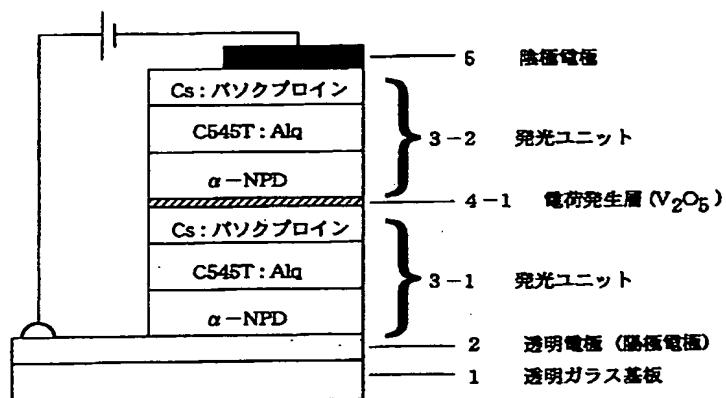 5 陰極電極
Cs：バソクプロイン
C545T：Alq
3－2 発光ユニット
α－NPD
4－1 電荷発生層(V₂O₅)
Cs：バソクプロイン
C545T：Alq
3－1 発光ユニット
α－NPD
2 透明電極 (陽極電極)
1 透明ガラス基板